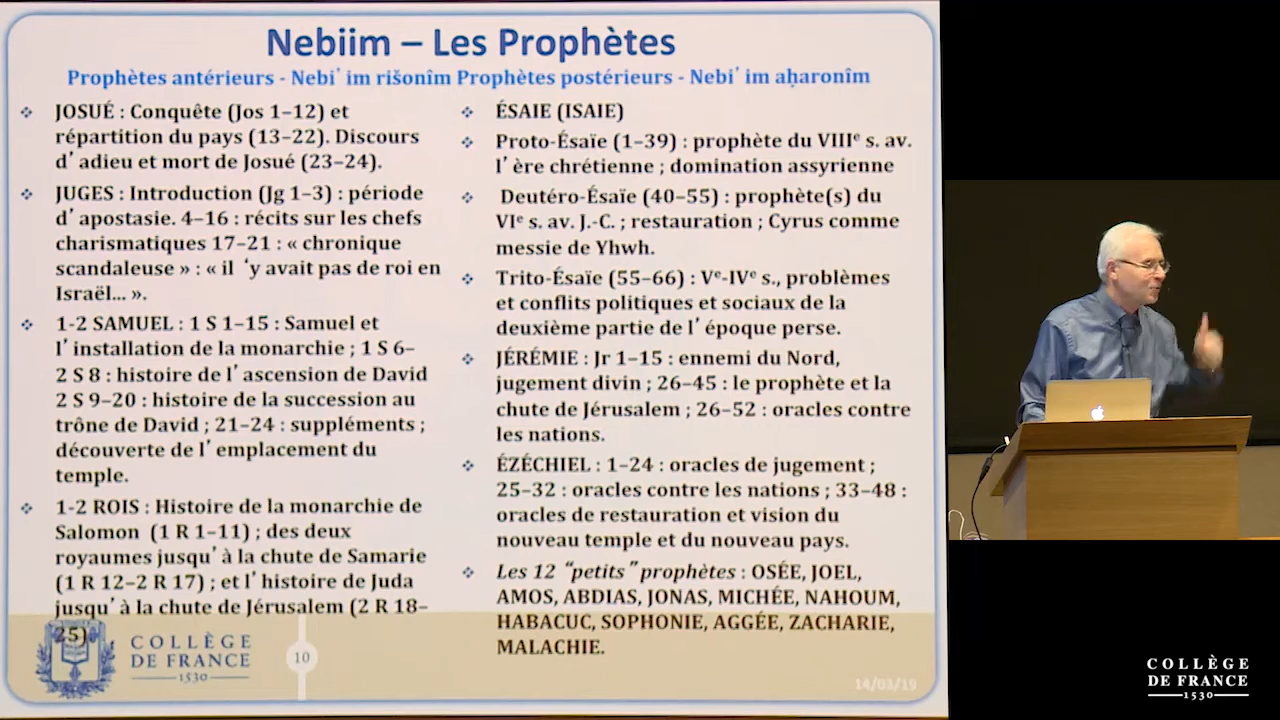 Nebiim – Les Prophètes
Prophètes antérieurs - Nebi’im rišonîm Prophètes postérieurs - Nebi’im aḥaronîm
JOSUÉ : Conquête (Jos 1–12) et
répartition du pays (13–22). Discours
d’adieu et mort de Josué (23–24).
JUGES : Introduction (Jg 1–3) : période
d’apostasie. 4–16 : récits sur les chefs
charismatiques 17–21 : « chronique
scandaleuse » : « il ‘y avait pas de roi en
Israël... ».
1-2 SAMUEL : 1 S 1–15 : Samuel et
l’installation de la monarchie ; 1 S 6–
2 S 8 : histoire de l’ascension de David
2 S 9–20 : histoire de la succession au
trône de David ; 21–24 : suppléments ;
découverte de l’emplacement du
temple.
1-2 ROIS : Histoire de la monarchie de
Salomon (1 R 1–11) ; des deux
royaumes jusqu’à la chute de Samarie
(1 R 12–2 R 17) ; et l’histoire de Juda
jusqu’à la chute de Jérusalem (2 R 18–
25)
ÉSAIE (ISAIE)
Proto-Ésaïe (1–39) : prophète du VIIIe s. av.
l’ère chrétienne ; domination assyrienne
Deutéro-Ésaïe (40–55) : prophète(s) du
VIe s. av. J.-C. ; restauration ; Cyrus comme
messie de Yhwh.
Trito-Ésaïe (55–66) : Ve-IVe s., problèmes
et conflits politiques et sociaux de la
deuxième partie de l’époque perse.
JÉRÉMIE : Jr 1–15 : ennemi du Nord,
jugement divin ; 26–45 : le prophète et la
chute de Jérusalem ; 26–52 : oracles contre
les nations.
ÉZÉCHIEL : 1–24 : oracles de jugement ;
25–32 : oracles contre les nations ; 33–48 :
oracles de restauration et vision du
nouveau temple et du nouveau pays.
Les 12 “petits” prophètes : OSÉE, JOEL,
AMOS, ABDIAS, JONAS, MICHÉE, NAHOUM,
HABACUC, SOPHONIE, AGGÉE, ZACHARIE,
MALACHIE.
COLLÈGE
DE FRANCE
1530
10
14/03/19
COLLÈGE
DE FRANCE
1530